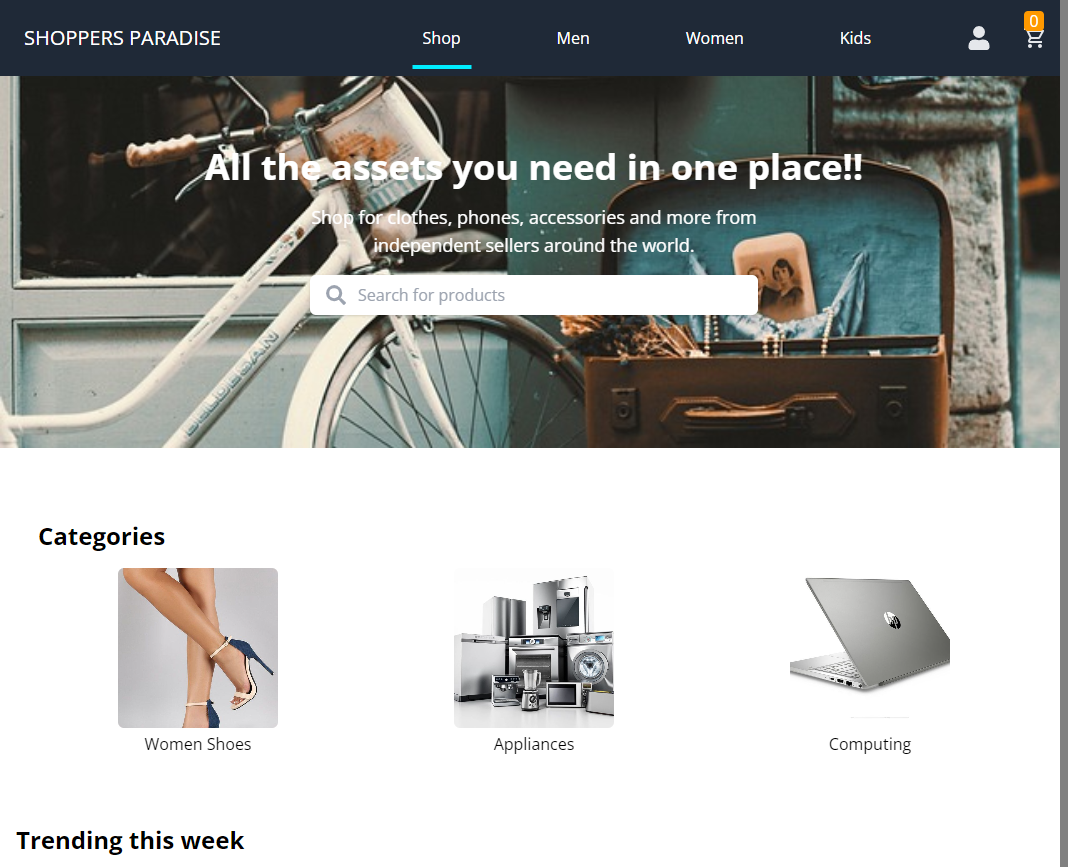 SHOPPERS PARADISE
Shop
Men
Women
Kids
0
All the assets you need in one place!!
Shop for clothes, phones, accessories and more from
independent sellers around the world.
Search for products
Categories
hp
Women Shoes
Appliances
Computing
Trending this week